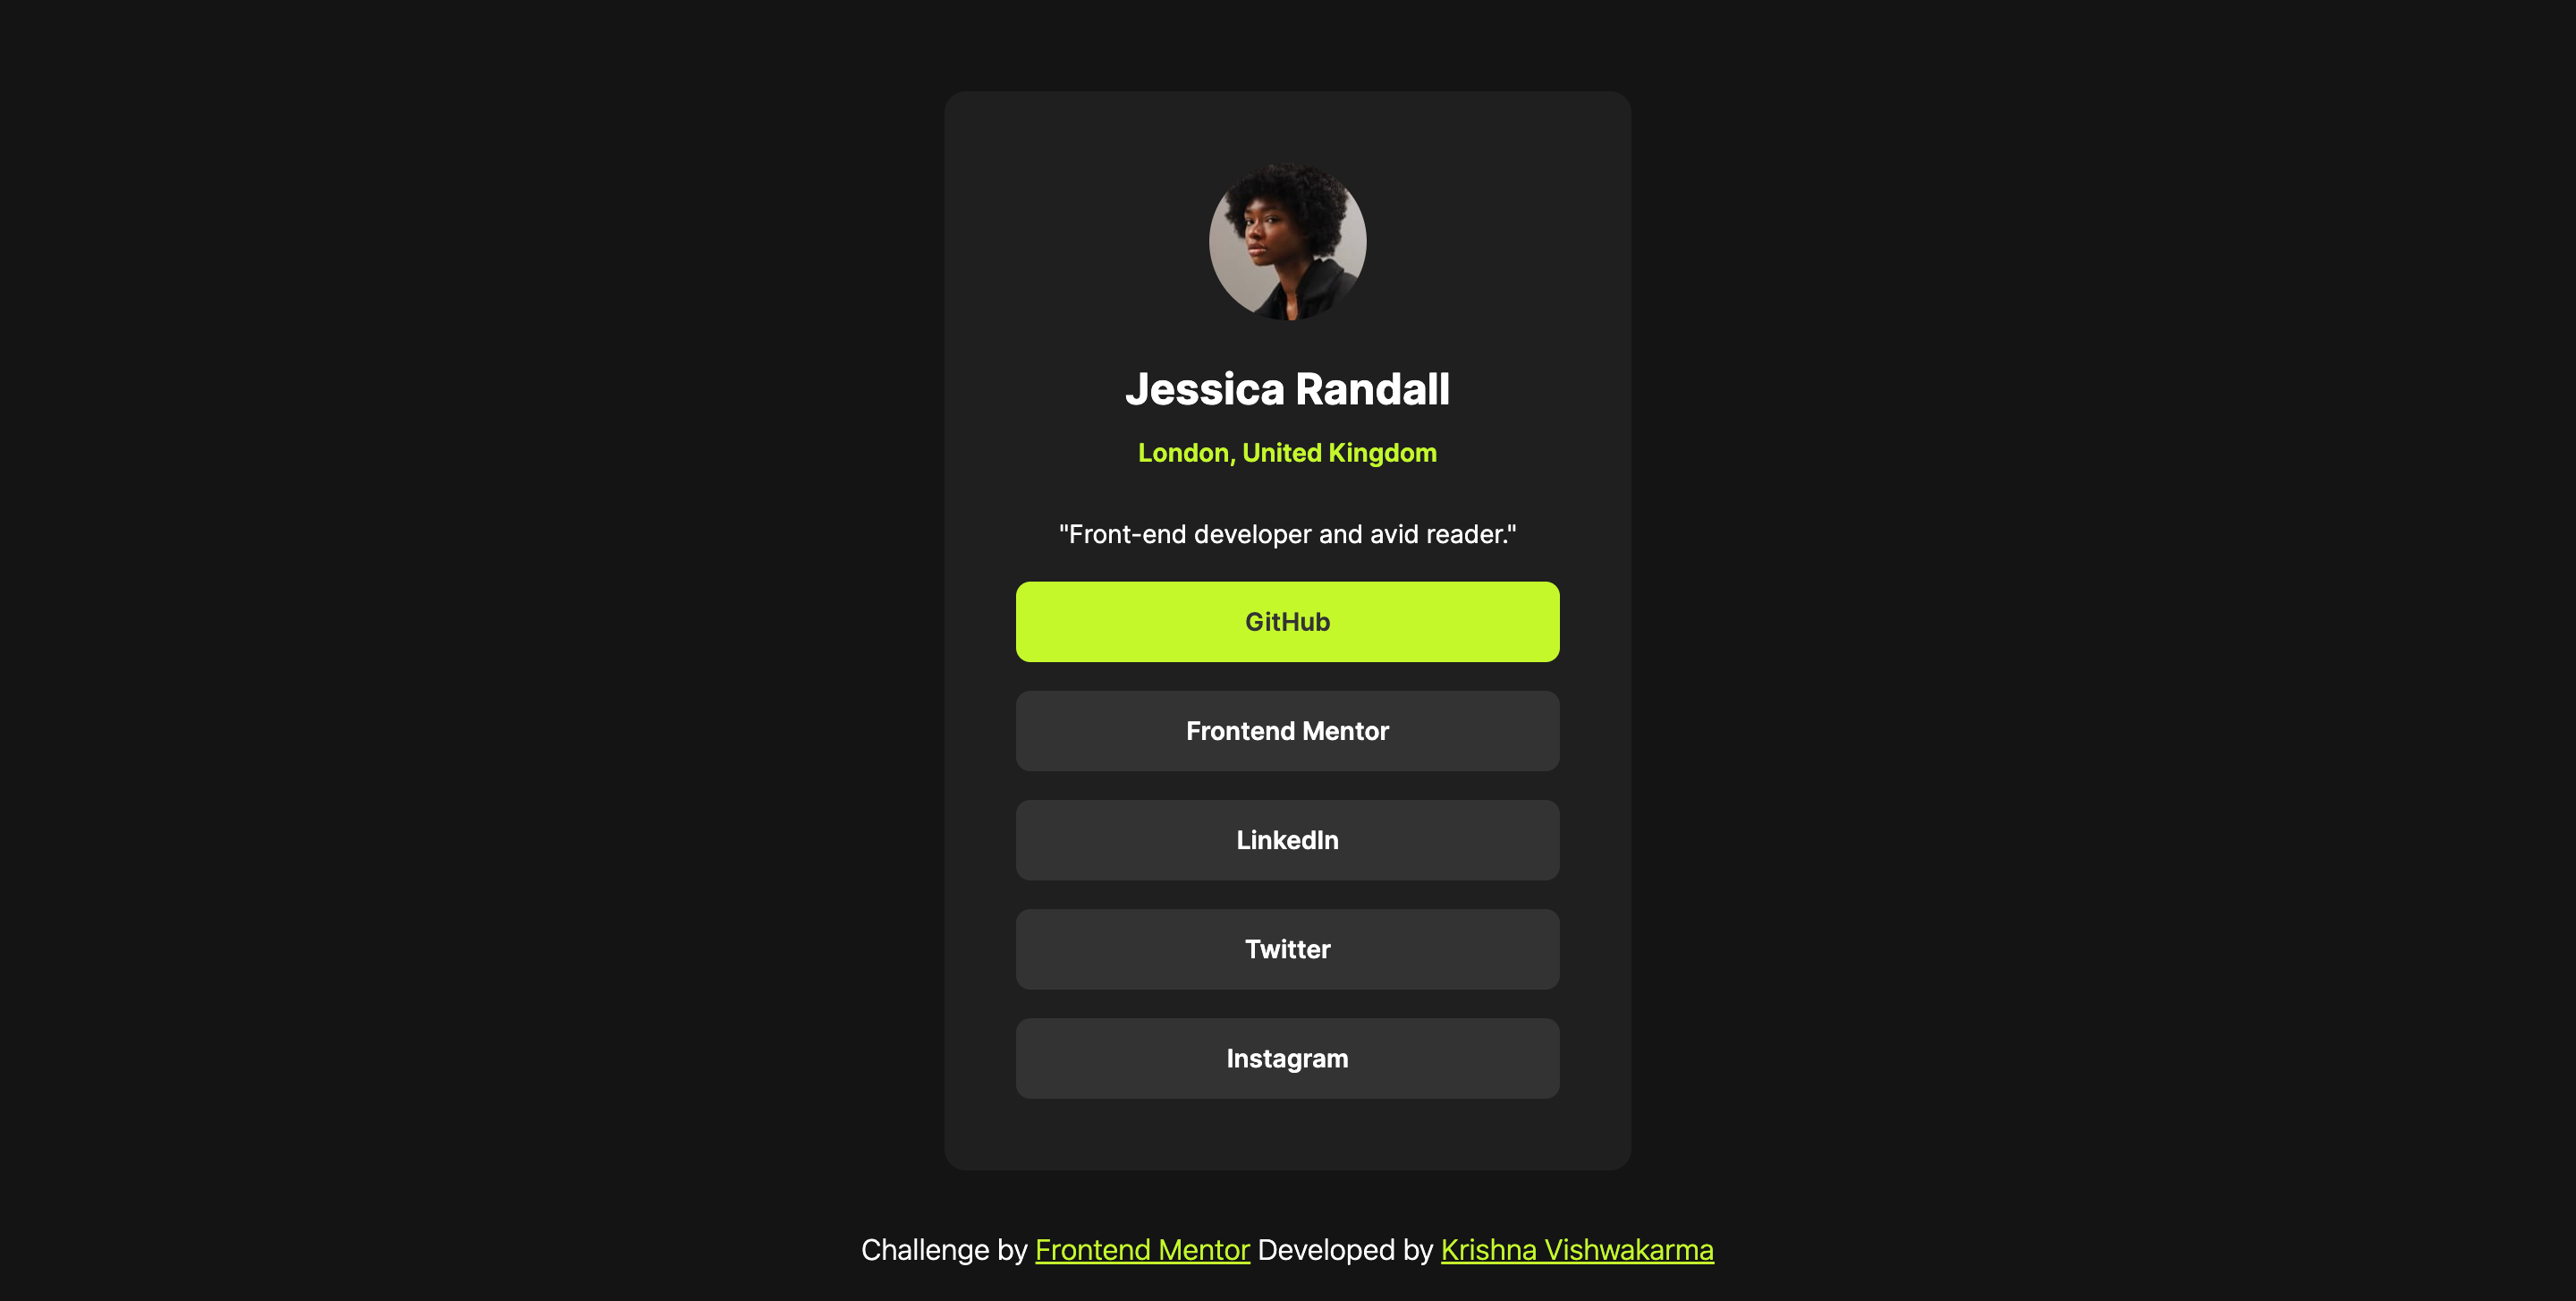 Jessica Randall
London, United Kingdom
"Front-end developer and avid reader."
GitHub
Frontend Mentor
LinkedIn
Twitter
Instagram
Challenge by Frontend Mentor Developed by Krishna Vishwakarma